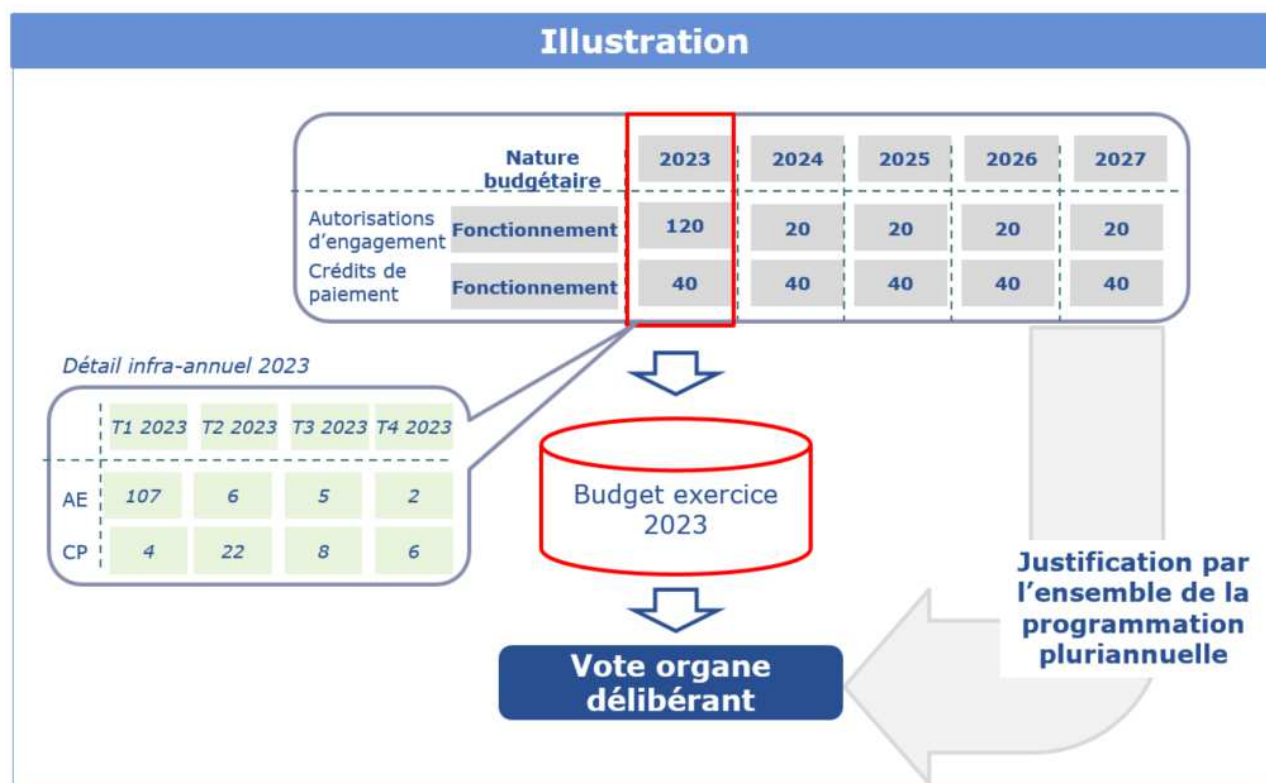 Illustration
Nature budgétaire 2023 2024 2025 2026 2027
Autorisations d'engagement Fonctionnement 120 20 20 20 20
Crédits de paiement Fonctionnement 40 40 40 40 40
Détail infra-annuel 2023
T1 2023 T2 2023 T3 2023 T4 2023
AE 107 6 5 2
CP 4 22 8 6
Budget exercice
2023
Justification par
l'ensemble de la
programmation
pluriannuelle
Vote organe
délibérant